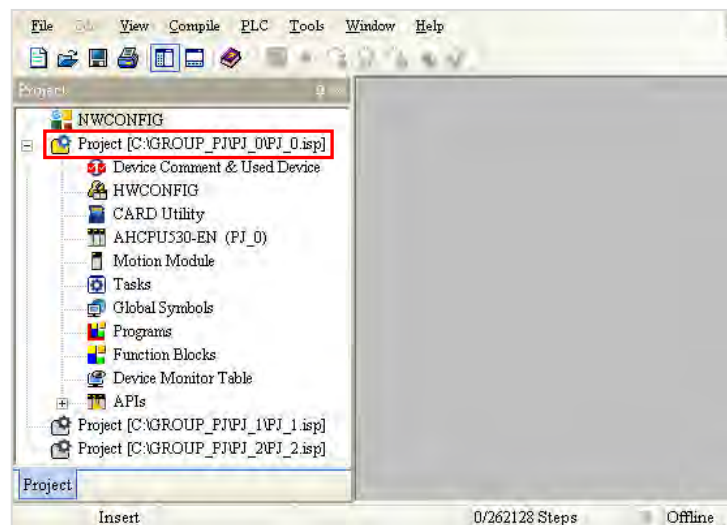 File View Compile PLC Tools Window Help
Project
NWCONFIG
Project [C:\GROUP_PJ\PJ_0\PJ_0.isp]
Device Comment & Used Device
HWCONFIG
CARD Utility
AHCPU530-EN (PJ_0)
Motion Module
Tasks
Global Symbols
Programs
Function Blocks
Device Monitor Table
APIs
Project [C:\GROUP_PJ\PJ_1\PJ_1.isp]
Project [C:\GROUP_PJ\PJ_2\PJ_2.isp]
Project
Insert 0/262128 Steps Offline